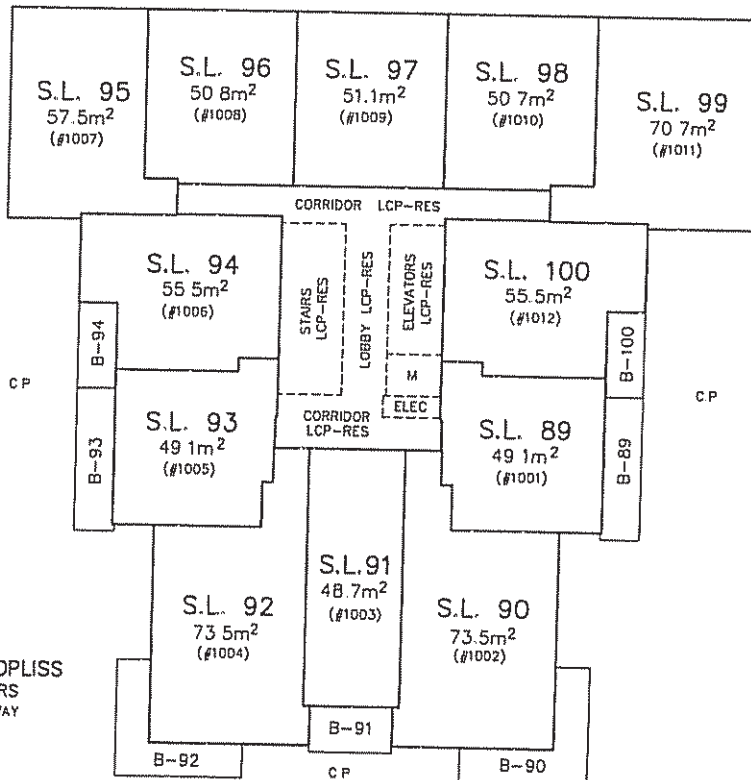 S.L. 95
57.5m²
(#1007)
S.L. 96
50 8m²
(#1008)
S.L. 97
51.1m²
(#1009)
S.L. 98
50 7m²
(#1010)
S.L. 99
70 7m²
(#1011)
CORRIDOR LCP-RES
S.L. 94
55 5m²
(#1006)
STAIRS
LCP-RES
LOBBY LCP-RES
ELEVATORS
LCP-RES
S.L. 100
55.5m²
(#1012)
B-94
B-100
CP
CP
M
ELEC
CORRIDOR
LCP-RES
S.L. 93
49 1m²
(#1005)
B-93
S.L. 89
49 1m²
(#1001)
B-89
S.L. 92
73 5m²
(#1004)
S.L. 91
48.7m²
(#1003)
S.L. 90
73.5m²
(#1002)
OPLISS
RS
WAY
B-92
B-91
B-90
CP